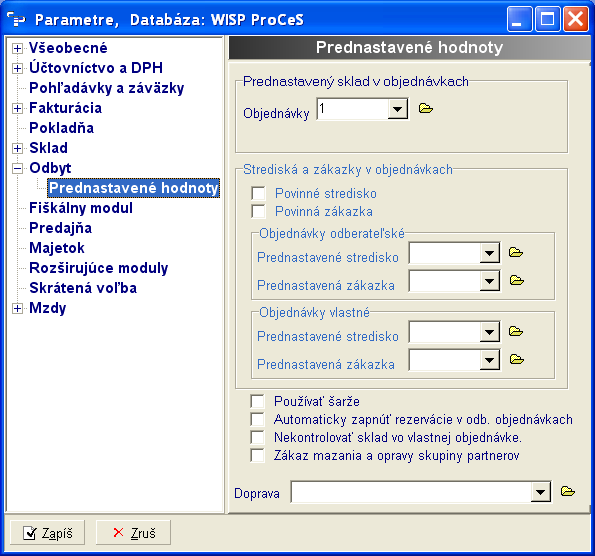 Parametre, Databáza: WISP ProCeS
Všeobecné
Účtovníctvo a DPH
Pohľadávky a záväzky
Fakturácia
Pokladňa
Sklad
Odbyt
Prednastavené hodnoty
Fiškálny modul
Predajňa
Majetok
Rozširujúce moduly
Skrátená voľba
Mzdy
Prednastavené hodnoty
Prednastavený sklad v objednávkach
Objednávky 1
Strediská a zákazky v objednávkach
Povinné stredisko
Povinná zákazka
Objednávky odberateľské
Prednastavené stredisko
Prednastavená zákazka
Objednávky vlastné
Prednastavené stredisko
Prednastavená zákazka
Používať šarže
Automaticky zapnúť rezervácie v odb. objednávkach
Nekontrolovať sklad vo vlastnej objednávke.
Zákaz mazania a opravy skupiny partnerov
Doprava
Zapíš Zruš